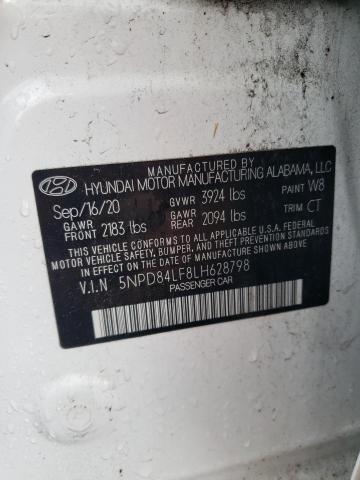 MANUFACTURED BY
HYUNDAI MOTOR MANUFACTURING ALABAMA, LLC
Sep/16/20 GVWR 3924 lbs PAINT W8
GAWR FRONT 2183 lbs GAWR REAR 2094 lbs TRIM CT
THIS VEHICLE CONFORMS TO ALL APPLICABLE FEDERAL
MOTOR VEHICLE SAFETY, BUMPER, AND THEFT PREVENTION
STANDARDS IN EFFECT ON THE DATE OF MANUFACTURE SHOWN ABOVE.
V.I.N 5NPD84LF8LH628798
PASSENGER CAR